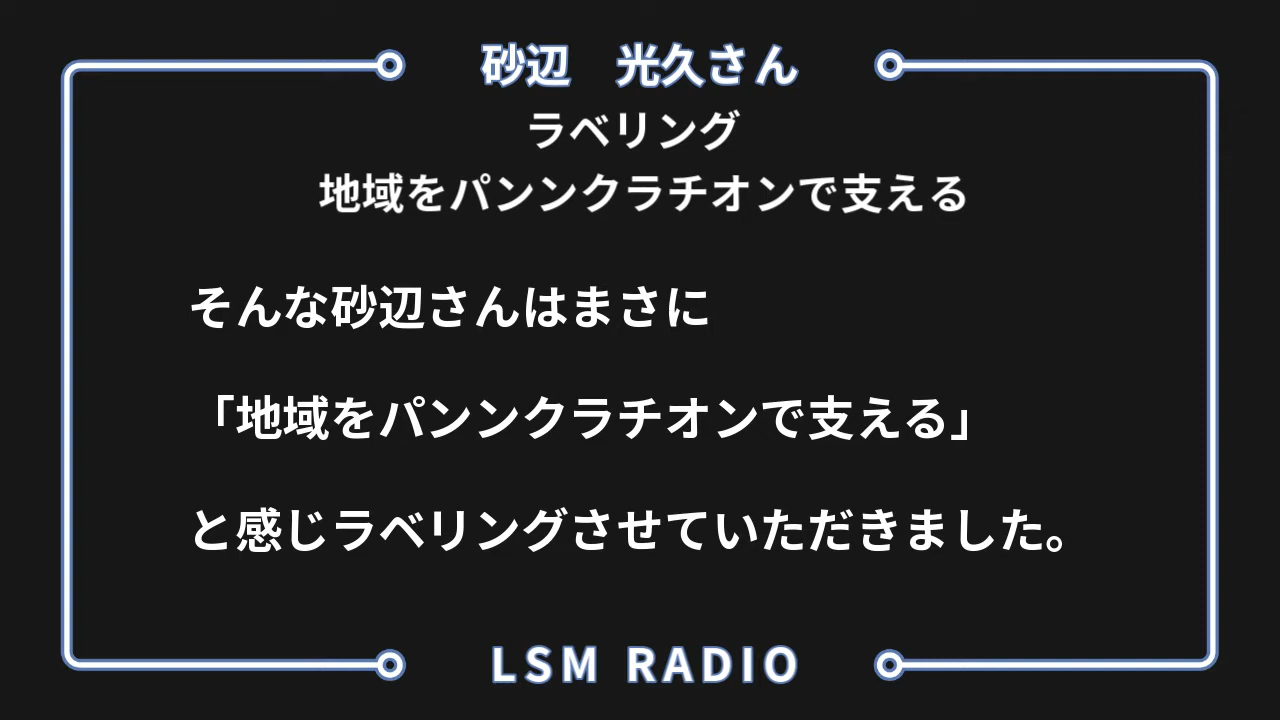 砂辺　光久さん
ラベリング
地域をパンンクラチオンで支える
そんな砂辺さんはまさに
「地域をパンンクラチオンで支える」
と感じラベリングさせていただきました。
LSM RADIO